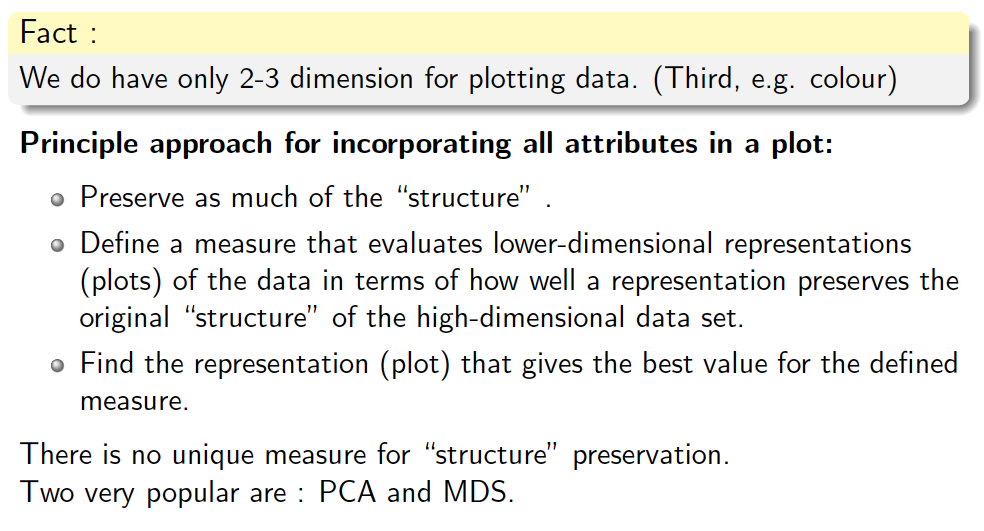 Fact :
We do have only 2-3 dimension for plotting data. (Third, e.g. colour)
Principle approach for incorporating all attributes in a plot:
Preserve as much of the “structure” .
Define a measure that evaluates lower-dimensional representations
(plots) of the data in terms of how well a representation preserves the
original “structure” of the high-dimensional data set.
Find the representation (plot) that gives the best value for the defined
measure.
There is no unique measure for “structure” preservation.
Two very popular are : PCA and MDS.